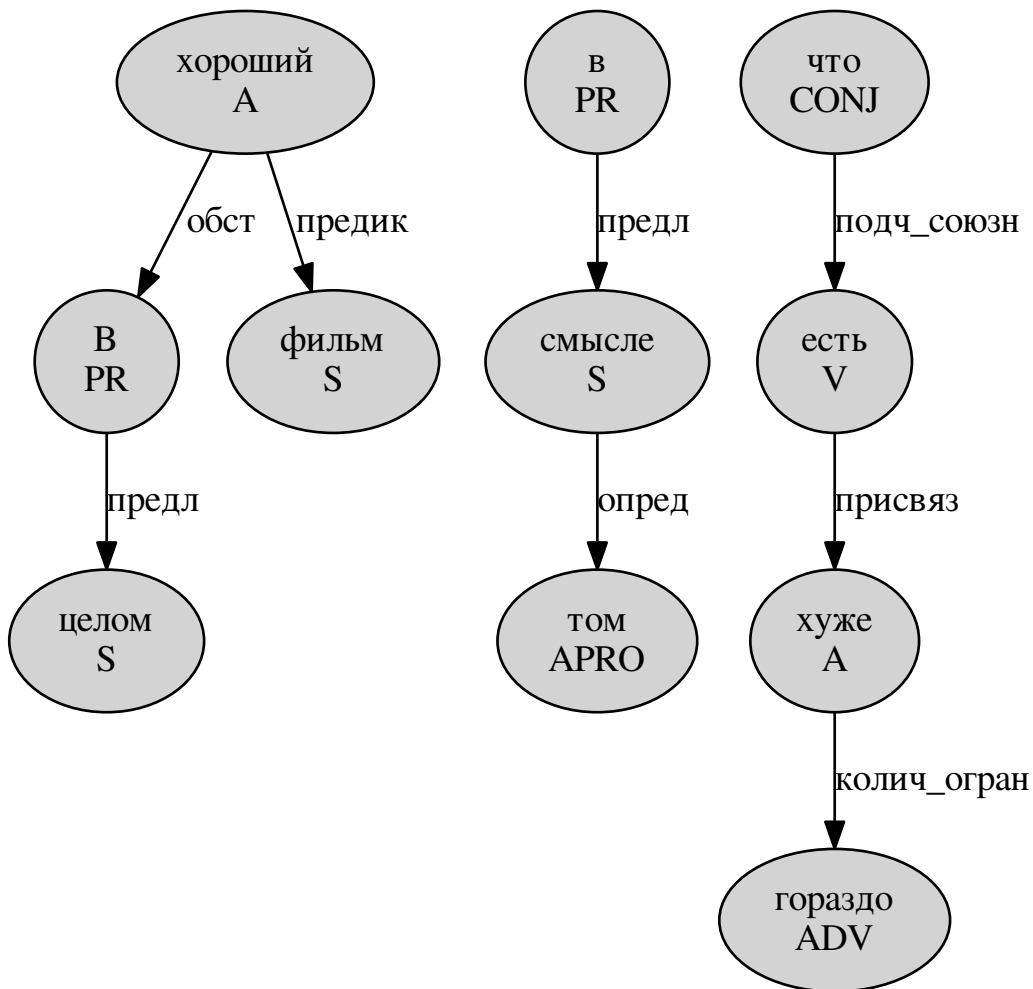 хороший
A
в
PR
что
CONJ
обст
предик
предл
подч_союзн
В
PR
фильм
S
смысле
S
есть
V
предл
опред
присвяз
целом
S
том
APRO
хуже
A
колич_огран
гораздо
ADV